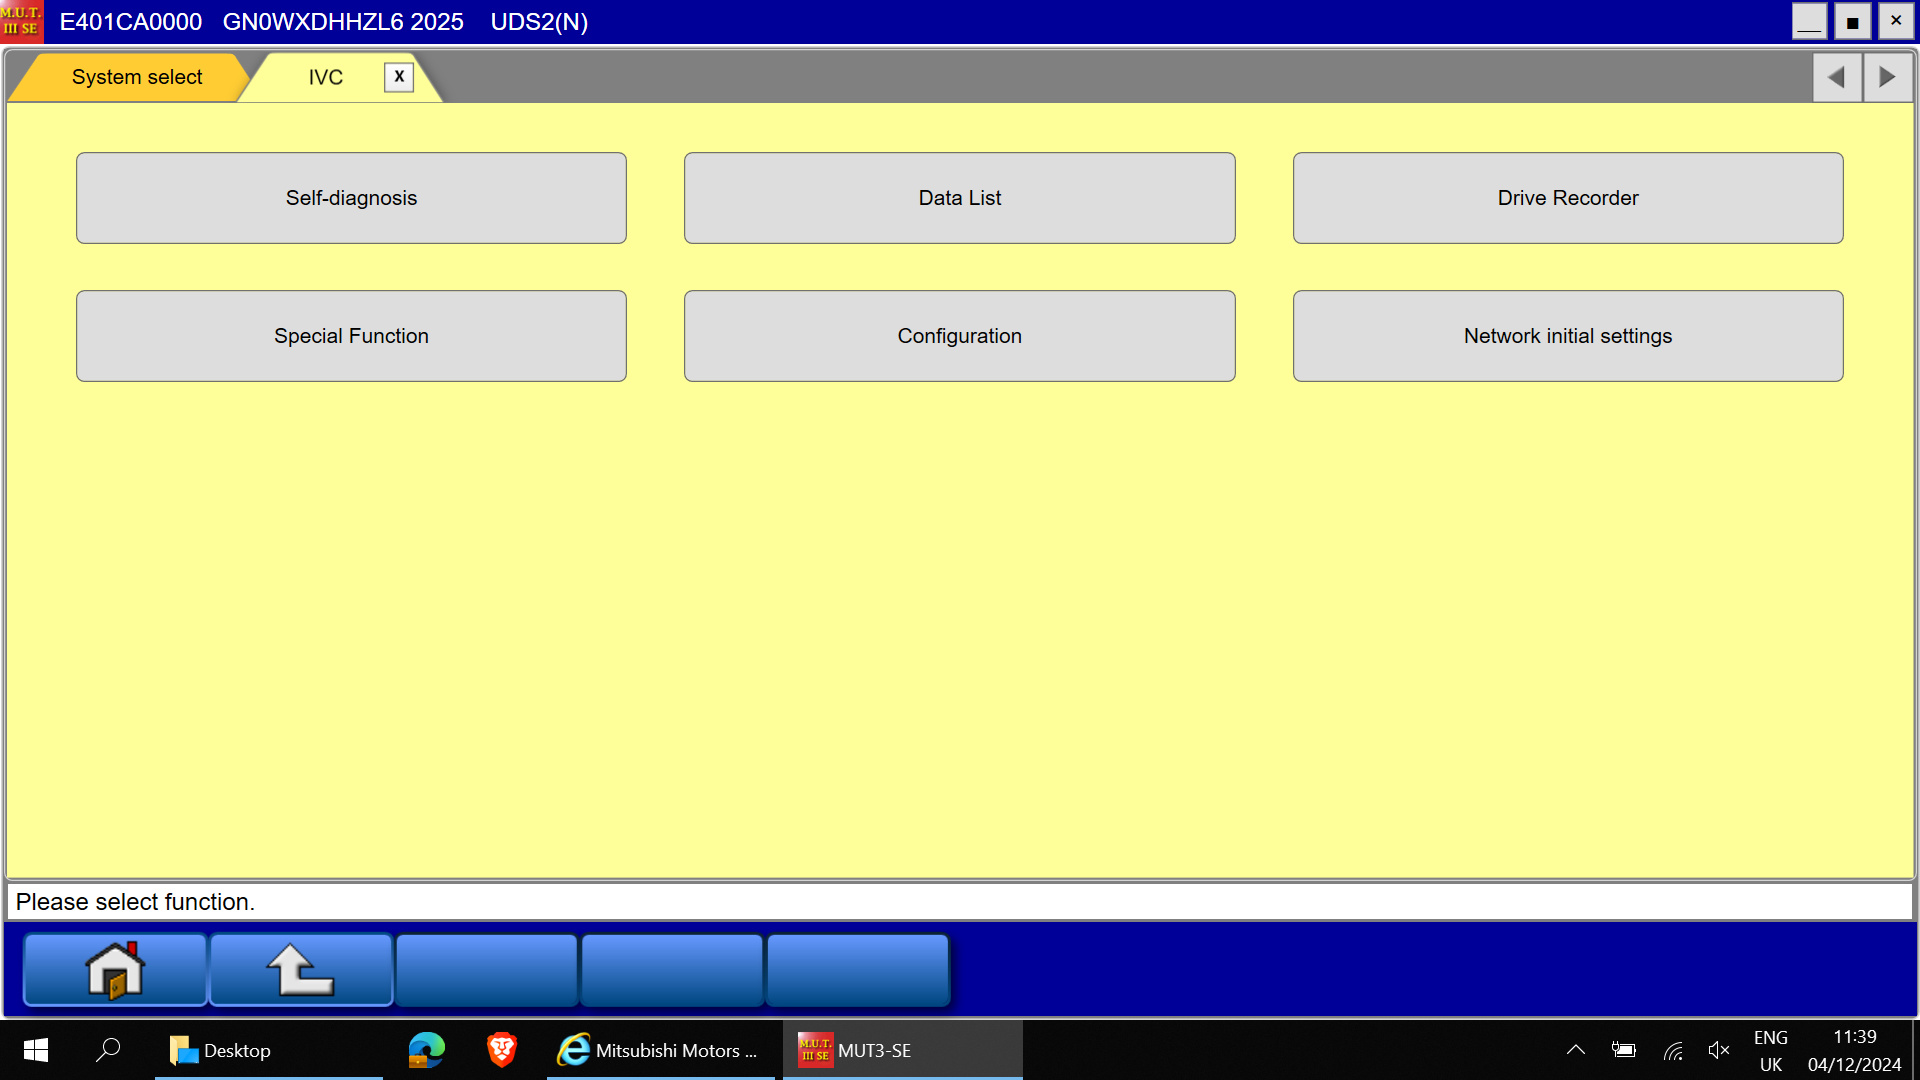 M.U.T.
III SE
E401CA0000 GN0WXDHHZL6 2025 UDS2(N)
System select
IVC
X
Self-diagnosis
Data List
Drive Recorder
Special Function
Configuration
Network initial settings
Please select function.
Desktop
Mitsubishi Motors ...
M.U.T.
III SE
MUT3-SE
ENG
UK
11:39
04/12/2024